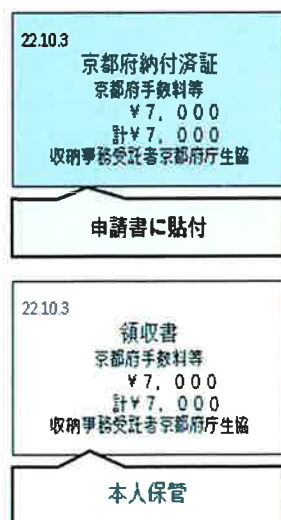 22.10.3
京都府納付済証
京都府手数料等
¥7,000
計¥7,000
収納事務受託者京都府庁生協
申請書に貼付
22.10.3
領収書
京都府手数料等
¥7,000
計¥7,000
収納事務受託者京都府庁生協
本人保管